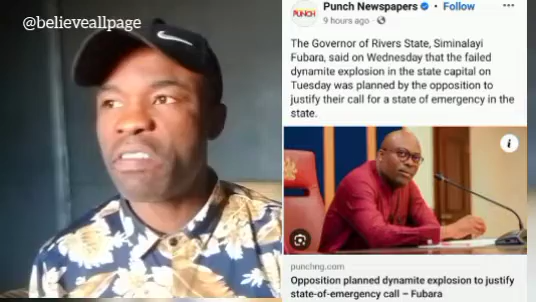 @believeallpage
Punch Newspapers · Follow
PUNCH
9 hours ago ·
The Governor of Rivers State, Siminalayi
Fubara, said on Wednesday that the failed
dynamite explosion in the state capital on
Tuesday was planned by the opposition to
justify their call for a state of emergency in the
state.
punchng.com
Opposition planned dynamite explosion to justify
state-of-emergency call – Fubara